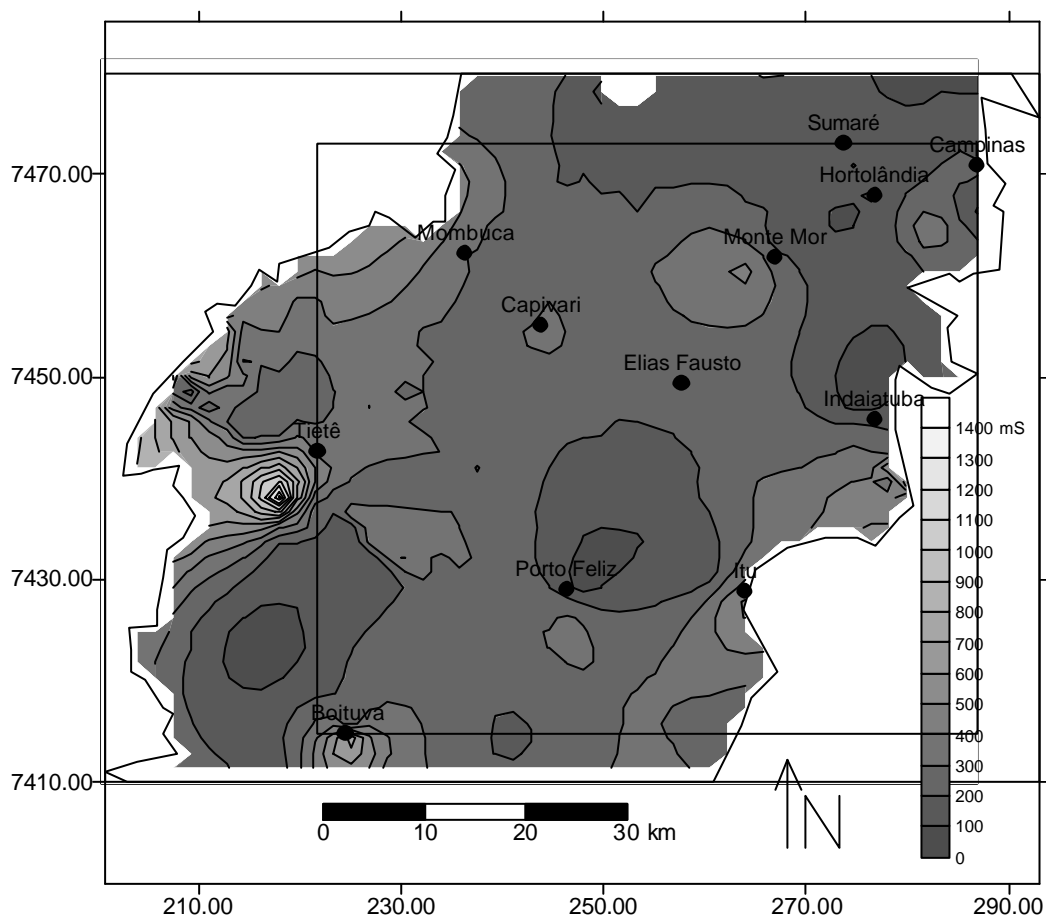 Sumaré
Campinas
7470.00
Hortolândia
Mombuca
Monte Mor
Capivari
Elias Fausto
7450.00
Indaiatuba
Tietê
1400 mS
1300
1200
1100
1000
7430.00
Porto Feliz
Itu
900
800
700
600
500
Boituva
400
300
7410.00
200
100
0
N
0 10 20 30 km
210.00 230.00 250.00 270.00 290.00